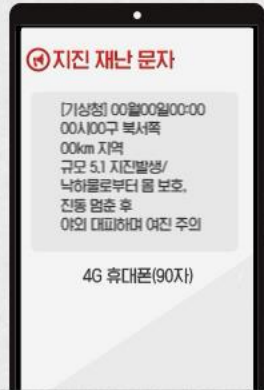 지진 재난 문자
[기상청] 00월00일00:00
00시00구 북서쪽
00km 지역
규모 5.1 지진발생/
낙하물로부터 몸 보호,
진동 멈춘 후
야외 대피하며 여진 주의
4G 휴대폰(90자)